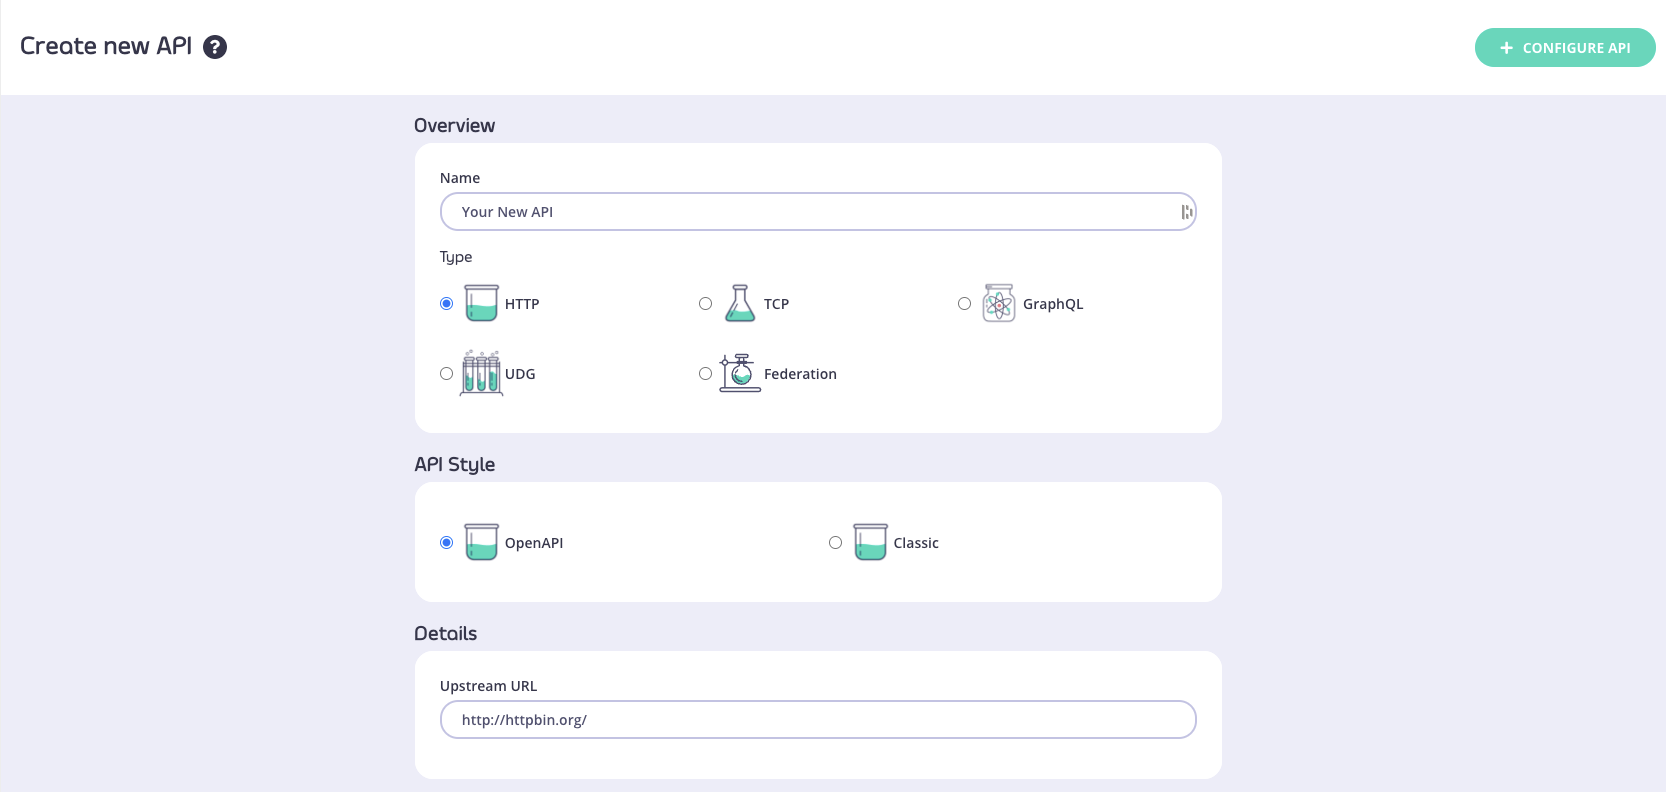 Create new API ?
+ CONFIGURE API
Overview
Name
Your New API
Type
HTTP TCP GraphQL
UDG Federation
API Style
OpenAPI Classic
Details
Upstream URL
http://httpbin.org/